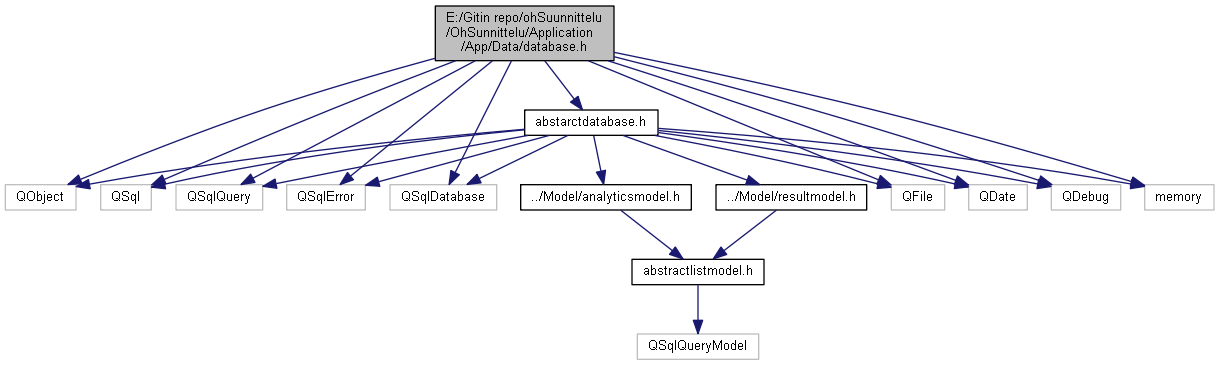 E:/Gitin repo/ohSuunnittelu
/OhSunnittelu/Application
/App/Data/database.h
abstarctdatabase.h
QObject
QSql
QSqlQuery
QSqlError
QSqlDatabase
../Model/analyticsmodel.h
../Model/resultmodel.h
QFile
QDate
QDebug
memory
abstractlistmodel.h
QSqlQueryModel